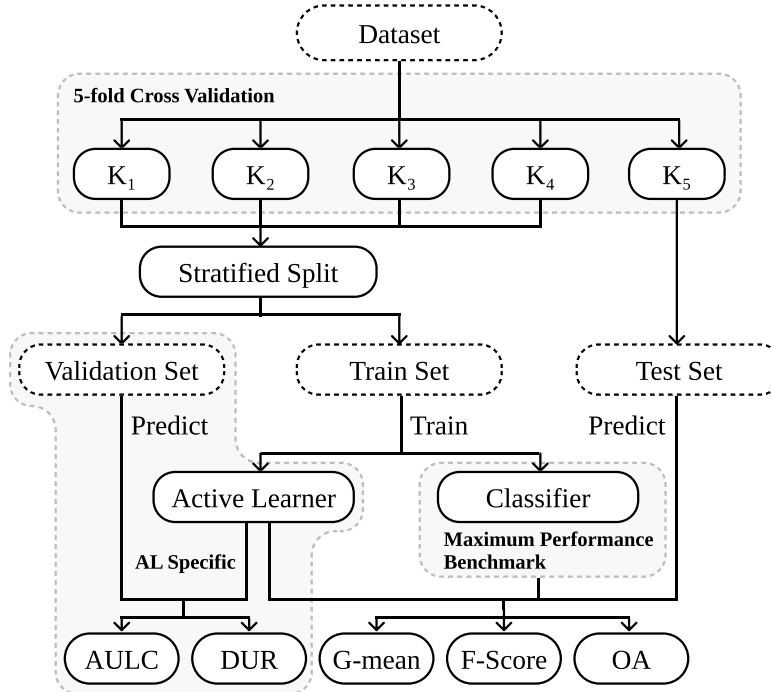 Dataset
5-fold Cross Validation
K₁
K₂
K₃
K₄
K₅
Stratified Split
Validation Set
Train Set
Test Set
Predict
Train
Predict
Active Learner
Classifier
Maximum Performance
Benchmark
AL Specific
AULC
DUR
G-mean
F-Score
OA